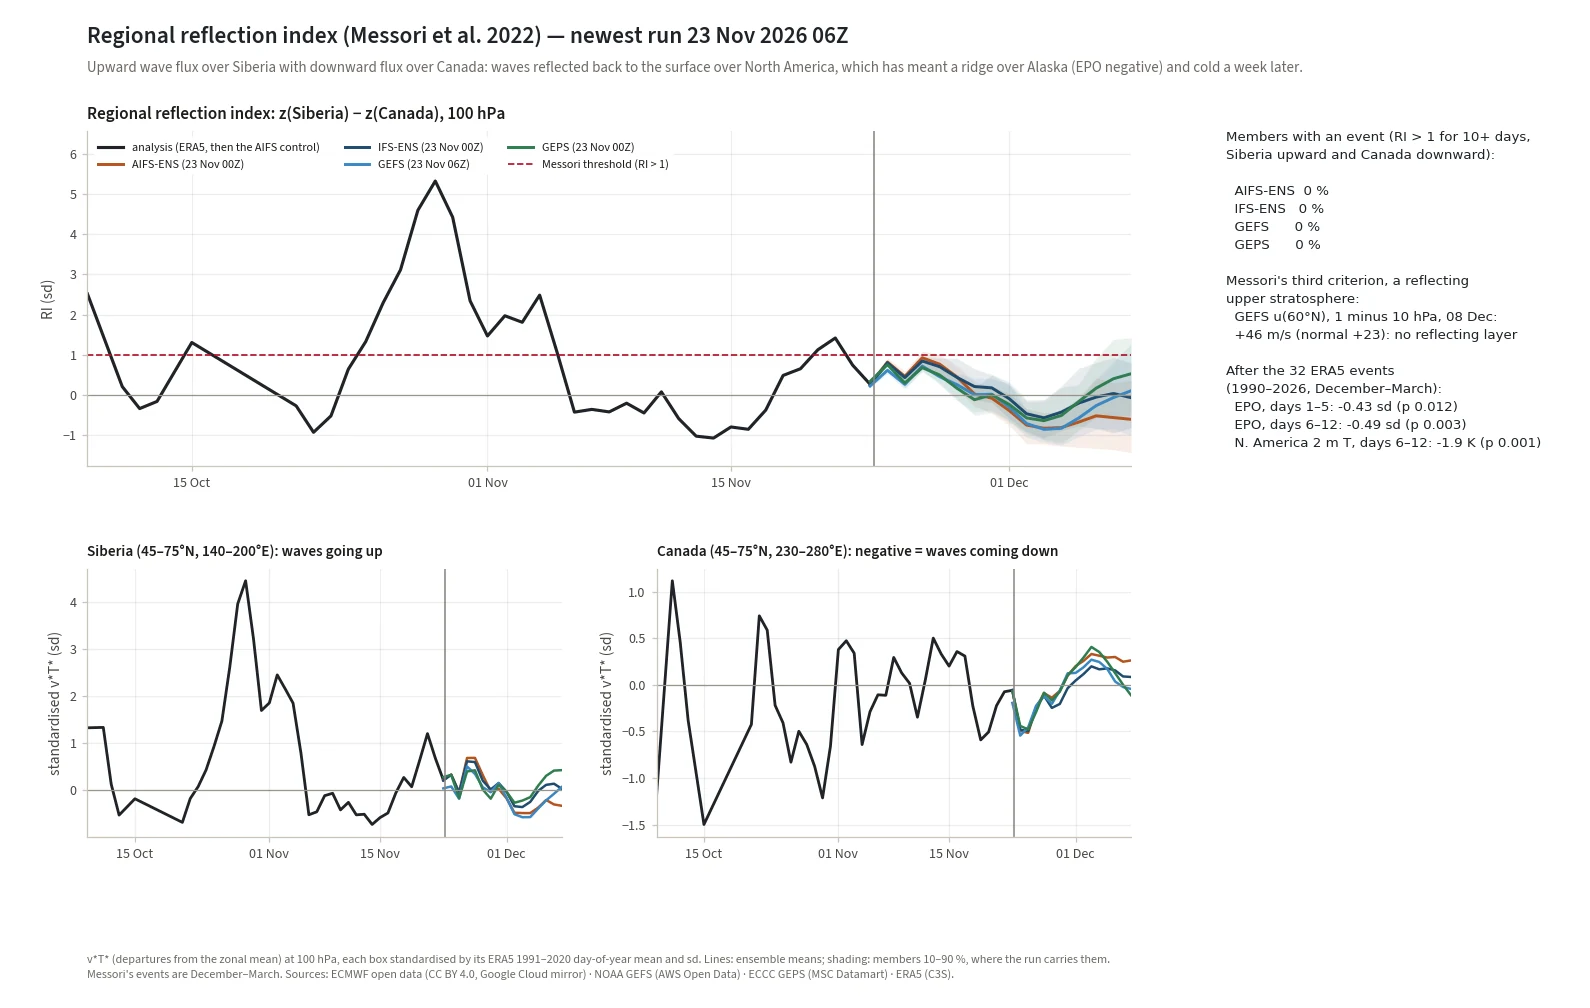 Regional reflection index (Messori et al. 2022) — newest run 23 Nov 2026 06Z
Upward wave flux over Siberia with downward flux over Canada: waves reflected back to the surface over North America, which has meant a ridge over Alaska (EPO negative) and cold a week later.
Regional reflection index: z(Siberia) − z(Canada), 100 hPa
analysis (ERA5, then the AIFS control)
AIFS-ENS (23 Nov 00Z)
IFS-ENS (23 Nov 00Z)
GEFS (23 Nov 06Z)
GEPS (23 Nov 00Z)
Messori threshold (RI > 1)
RI (sd)
6
5
4
3
2
1
0
−1
15 Oct
01 Nov
15 Nov
01 Dec
Members with an event (RI > 1 for 10+ days,
Siberia upward and Canada downward):
AIFS-ENS 0 %
IFS-ENS 0 %
GEFS 0 %
GEPS 0 %
Messori's third criterion, a reflecting
upper stratosphere:
GEFS u(60°N), 1 minus 10 hPa, 08 Dec:
+46 m/s (normal +23): no reflecting layer
After the 32 ERA5 events
(1990–2026, December–March):
EPO, days 1–5: -0.43 sd (p 0.012)
EPO, days 6–12: -0.49 sd (p 0.003)
N. America 2 m T, days 6–12: -1.9 K (p 0.001)
Siberia (45–75°N, 140–200°E): waves going up
standardised v*T* (sd)
4
3
2
1
0
15 Oct
01 Nov
15 Nov
01 Dec
Canada (45–75°N, 230–280°E): negative = waves coming down
standardised v*T* (sd)
1.0
0.5
0.0
−0.5
−1.0
−1.5
15 Oct
01 Nov
15 Nov
01 Dec
v*T* (departures from the zonal mean) at 100 hPa, each box standardised by its ERA5 1991–2020 day-of-year mean and sd. Lines: ensemble means; shading: members 10–90 %, where the run carries them.
Messori's events are December–March. Sources: ECMWF open data (CC BY 4.0, Google Cloud mirror) · NOAA GEFS (AWS Open Data) · ECCC GEPS (MSC Datamart) · ERA5 (C3S).